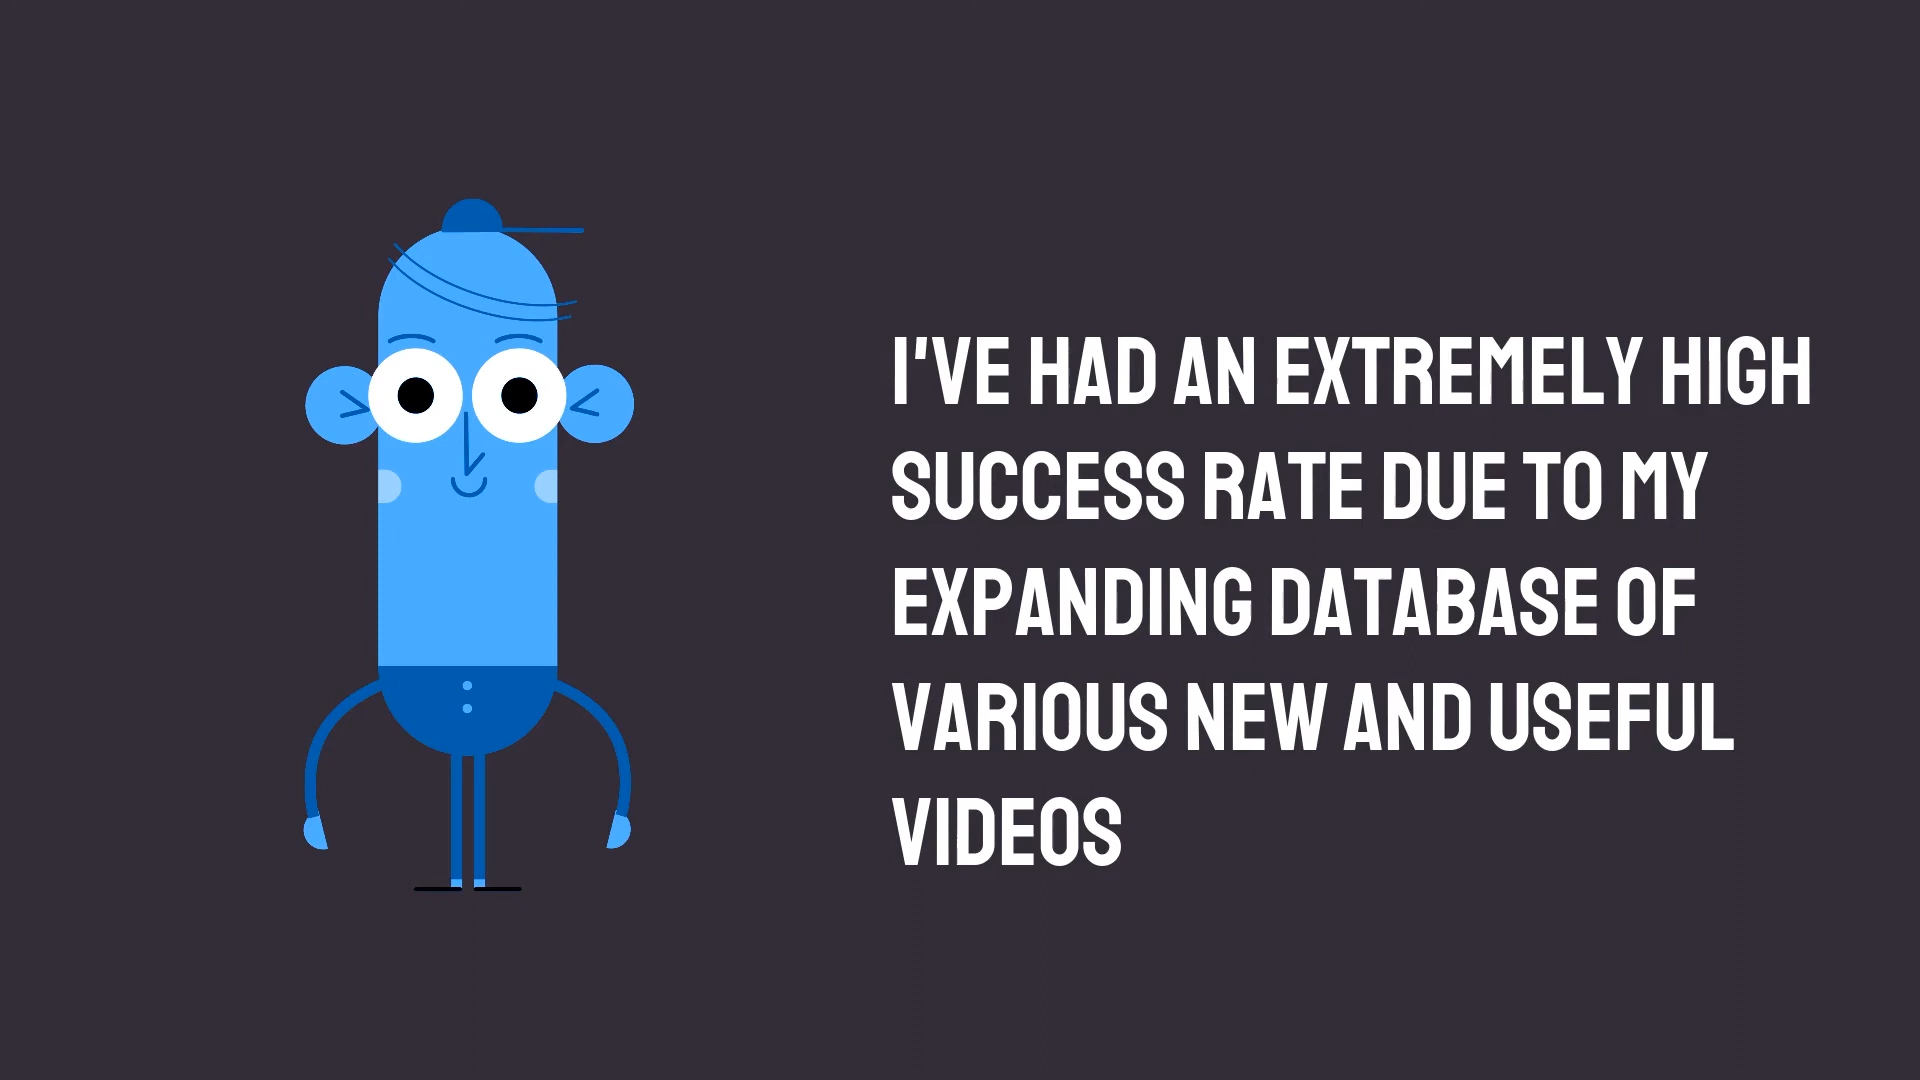 I'VE HAD AN EXTREMELY HIGH
SUCCESS RATE DUE TO MY
EXPANDING DATABASE OF
VARIOUS NEW AND USEFUL
VIDEOS